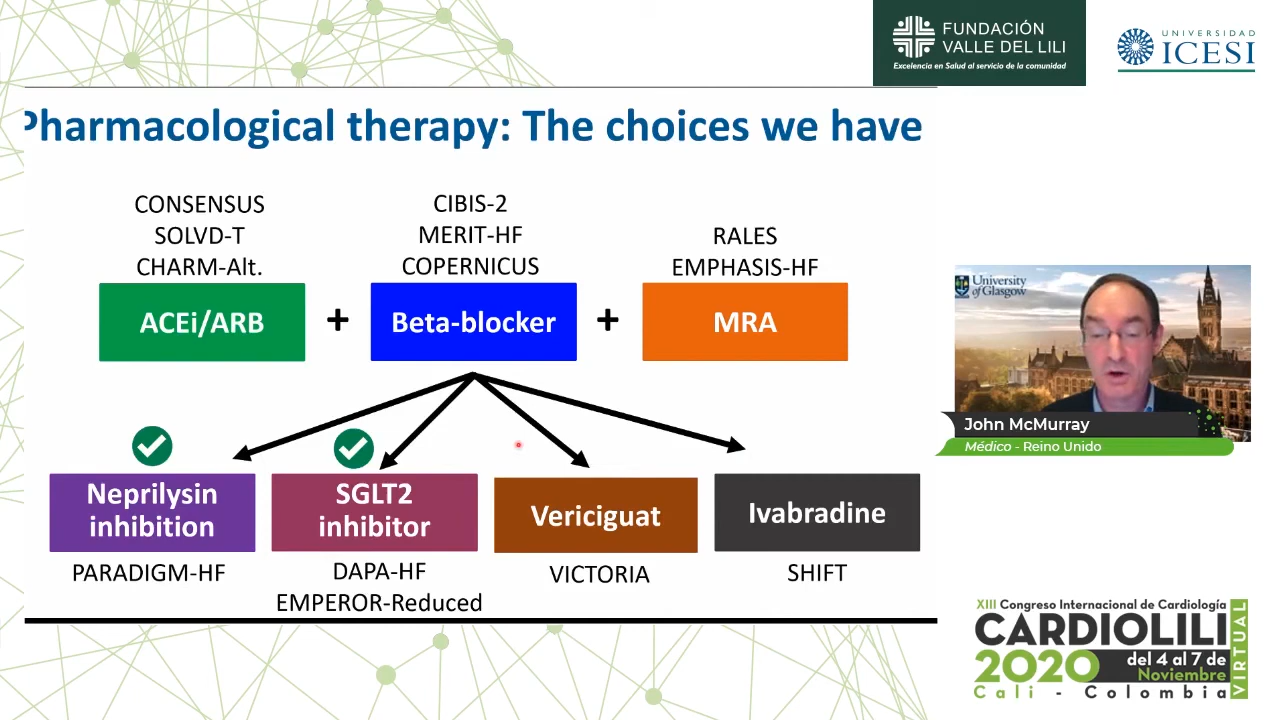 FUNDACIÓN
VALLE DEL LILI
Excelencia en Salud al servicio de la comunidad
UNIVERSIDAD
ICESI
Pharmacological therapy: The choices we have
CONSENSUS
SOLVD-T
CHARM-Alt.
CIBIS-2
MERIT-HF
COPERNICUS
RALES
EMPHASIS-HF
ACEi/ARB
+
Beta-blocker
+
MRA
Neprilysin
inhibition
SGLT2
inhibitor
Vericiguat
Ivabradine
PARADIGM-HF
DAPA-HF
EMPEROR-Reduced
VICTORIA
SHIFT
University
of Glasgow
John McMurray
Médico - Reino Unido
XIII Congreso Internacional de Cardiología
CARDIOLILI
2020
del 4 al 7 de
Noviembre
Cali - Colombia
VIRTUAL